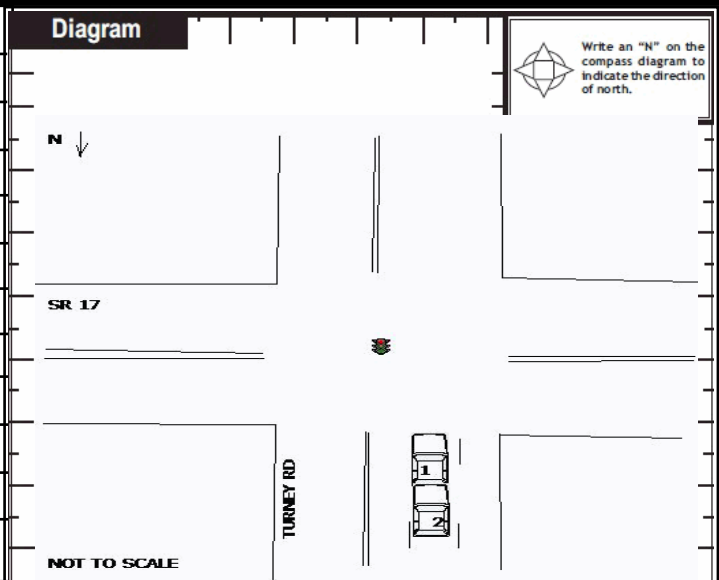 Diagram
Write an "N" on the
compass diagram to
indicate the direction
of north.
N
SR 17
TURNEY RD
1
2
NOT TO SCALE